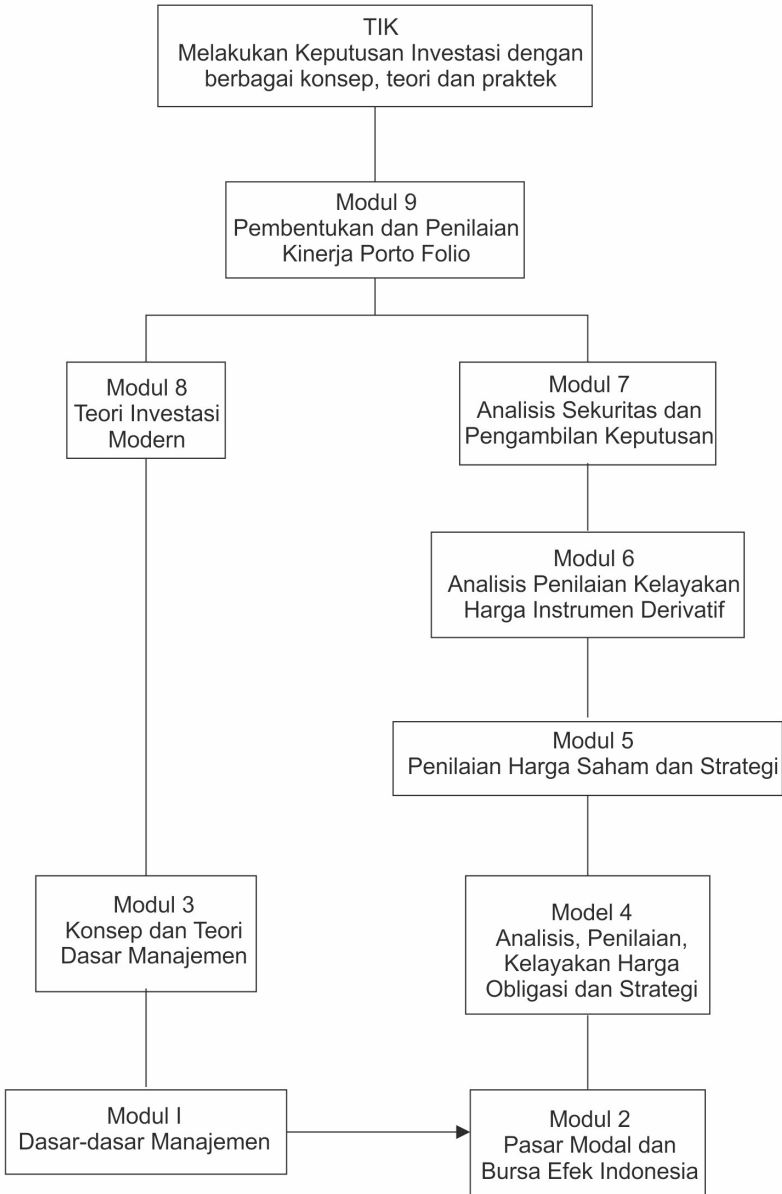 TIK
Melakukan Keputusan Investasi dengan
berbagai konsep, teori dan praktek
Modul 9
Pembentukan dan Penilaian
Kinerja Porto Folio
Modul 8
Teori Investasi
Modern
Modul 7
Analisis Sekuritas dan
Pengambilan Keputusan
Modul 6
Analisis Penilaian Kelayakan
Harga Instrumen Derivatif
Modul 5
Penilaian Harga Saham dan Strategi
Modul 3
Konsep dan Teori
Dasar Manajemen
Model 4
Analisis, Penilaian,
Kelayakan Harga
Obligasi dan Strategi
Modul I
Dasar-dasar Manajemen
Modul 2
Pasar Modal dan
Bursa Efek Indonesia